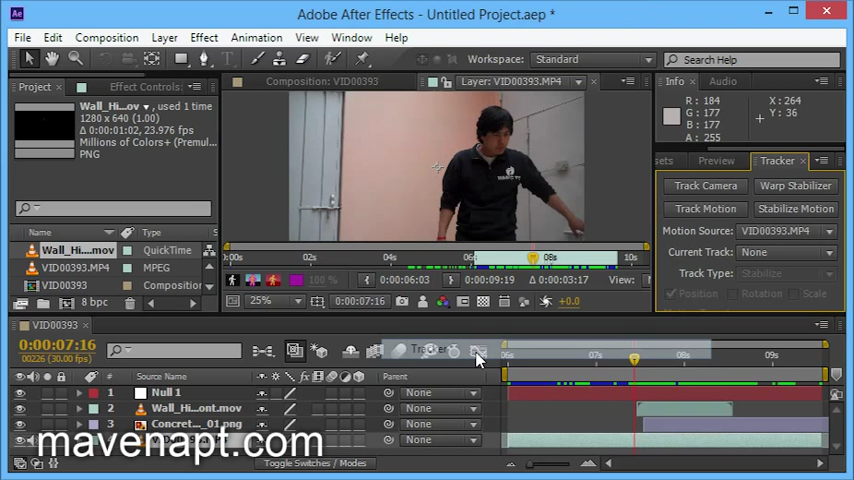 Adobe After Effects - Untitled Project.aep *
File Edit Composition Layer Effect Animation View Window Help
Workspace: Standard Search Help
Project Effect Controls: Composition: VID00393 Layer: VID00393.MP4 Info Audio
Wall_Hi...ov ▼, used 1 time
1280 x 640 (1.00)
Δ 0:00:01:02, 23.976 fps
Millions of Colors+ (Premul...
PNG
R: 184
G: 177
B: 177
A: 255
X: 264
Y: 36
Name Type
Wall_Hi....mov QuickTime
VID00393.MP4 MPEG
VID00393 Composit
8 bpc
0:00s 02s 04s 06s 08s 10s
100 % 0:00:06:03 0:00:09:19 Δ 0:00:03:17 View:
25% 0:00:07:16 +0.0
sets Preview Tracker
Track Camera Warp Stabilizer
Track Motion Stabilize Motion
Motion Source: VID00393.MP4
Current Track: None
Track Type: Stabilize
Position Rotation Scale
VID00393
0:00:07:16
00226 (30.00 fps)
Tracker
06s 07s 08s 09s
# Source Name Parent
1 Null 1 None
2 Wall_Hi...ont.mov None
3 Concret..._01.png None
None
mavenapt.com
Toggle Switches / Modes